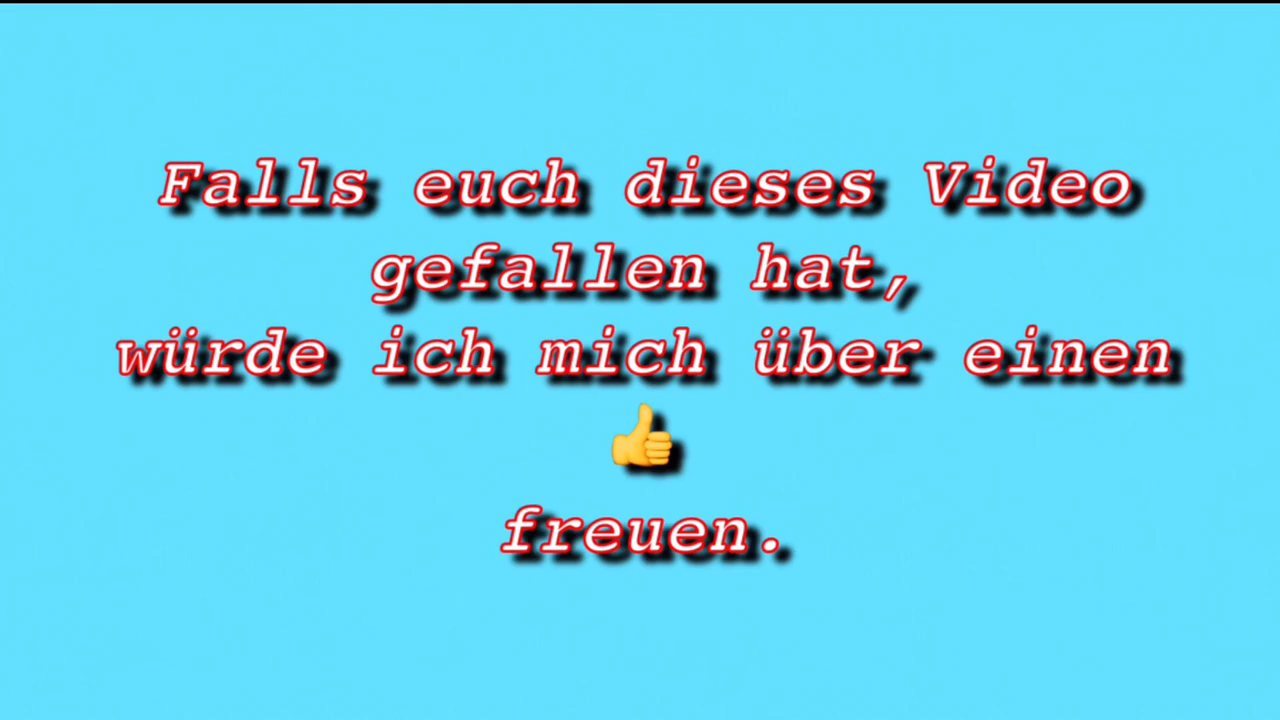 Falls euch dieses Video
gefallen hat,
würde ich mich über einen
👍
freuen.